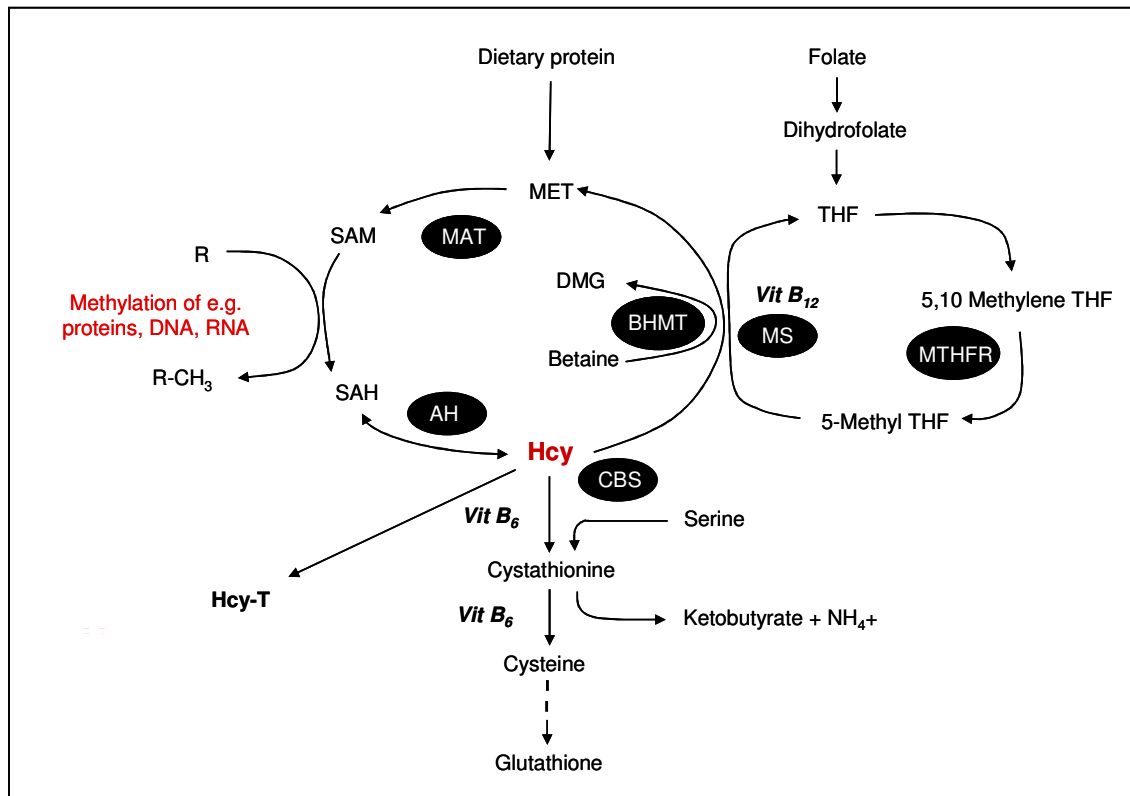 Dietary protein
Folate
Dihydrofolate
MET
THF
SAM
MAT
R
Methylation of e.g.
proteins, DNA, RNA
DMG
Vit B12
5,10 Methylene THF
BHMT
MS
MTHFR
Betaine
R-CH3
SAH
AH
5-Methyl THF
Hcy
CBS
Vit B6
Serine
Cystathionine
Hcy-T
Vit B6
Ketobutyrate + NH4+
Cysteine
Glutathione